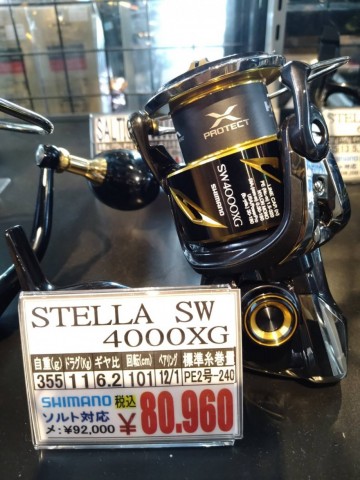 X
PROTECT
SW4000XG
SHIMANO
STELLA SW
4000XG
自重(g) ドラグ(Kg) ギヤ比 回転(cm) ベアリング 標準糸巻量
355 11 6.2 101 12/1 PE2号-240
SHIMANO 税込
ソルト対応
メ:¥92,000 ¥80,960